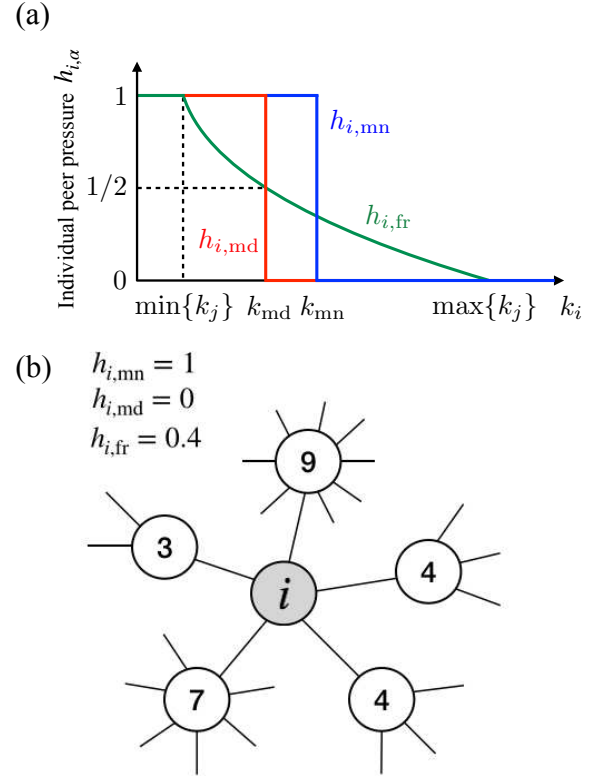 (a)
Individual peer pressure h_{i,α}
1
1/2
0
h_{i,mn}
h_{i,fr}
h_{i,md}
min{k_j} k_md k_mn max{k_j} k_i
(b)
h_{i,mn} = 1
h_{i,md} = 0
h_{i,fr} = 0.4
9
3
4
i
7
4